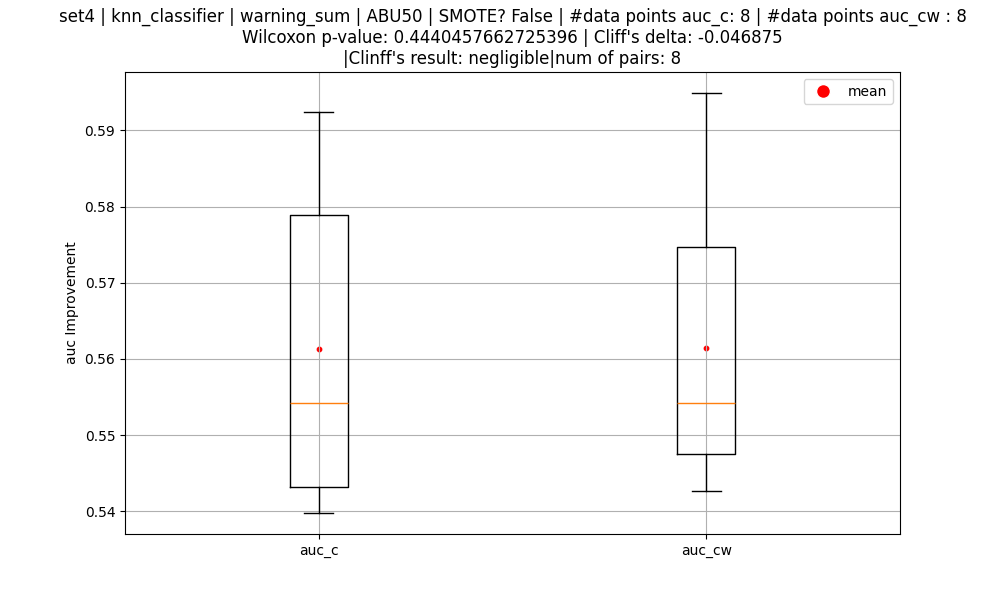 set4 | knn_classifier | warning_sum | ABU50 | SMOTE? False | #data points auc_c: 8 | #data points auc_cw : 8
Wilcoxon p-value: 0.4440457662725396 | Cliff's delta: -0.046875
|Clinff's result: negligible|num of pairs: 8
mean
auc Improvement
0.59
0.58
0.57
0.56
0.55
0.54
auc_c
auc_cw